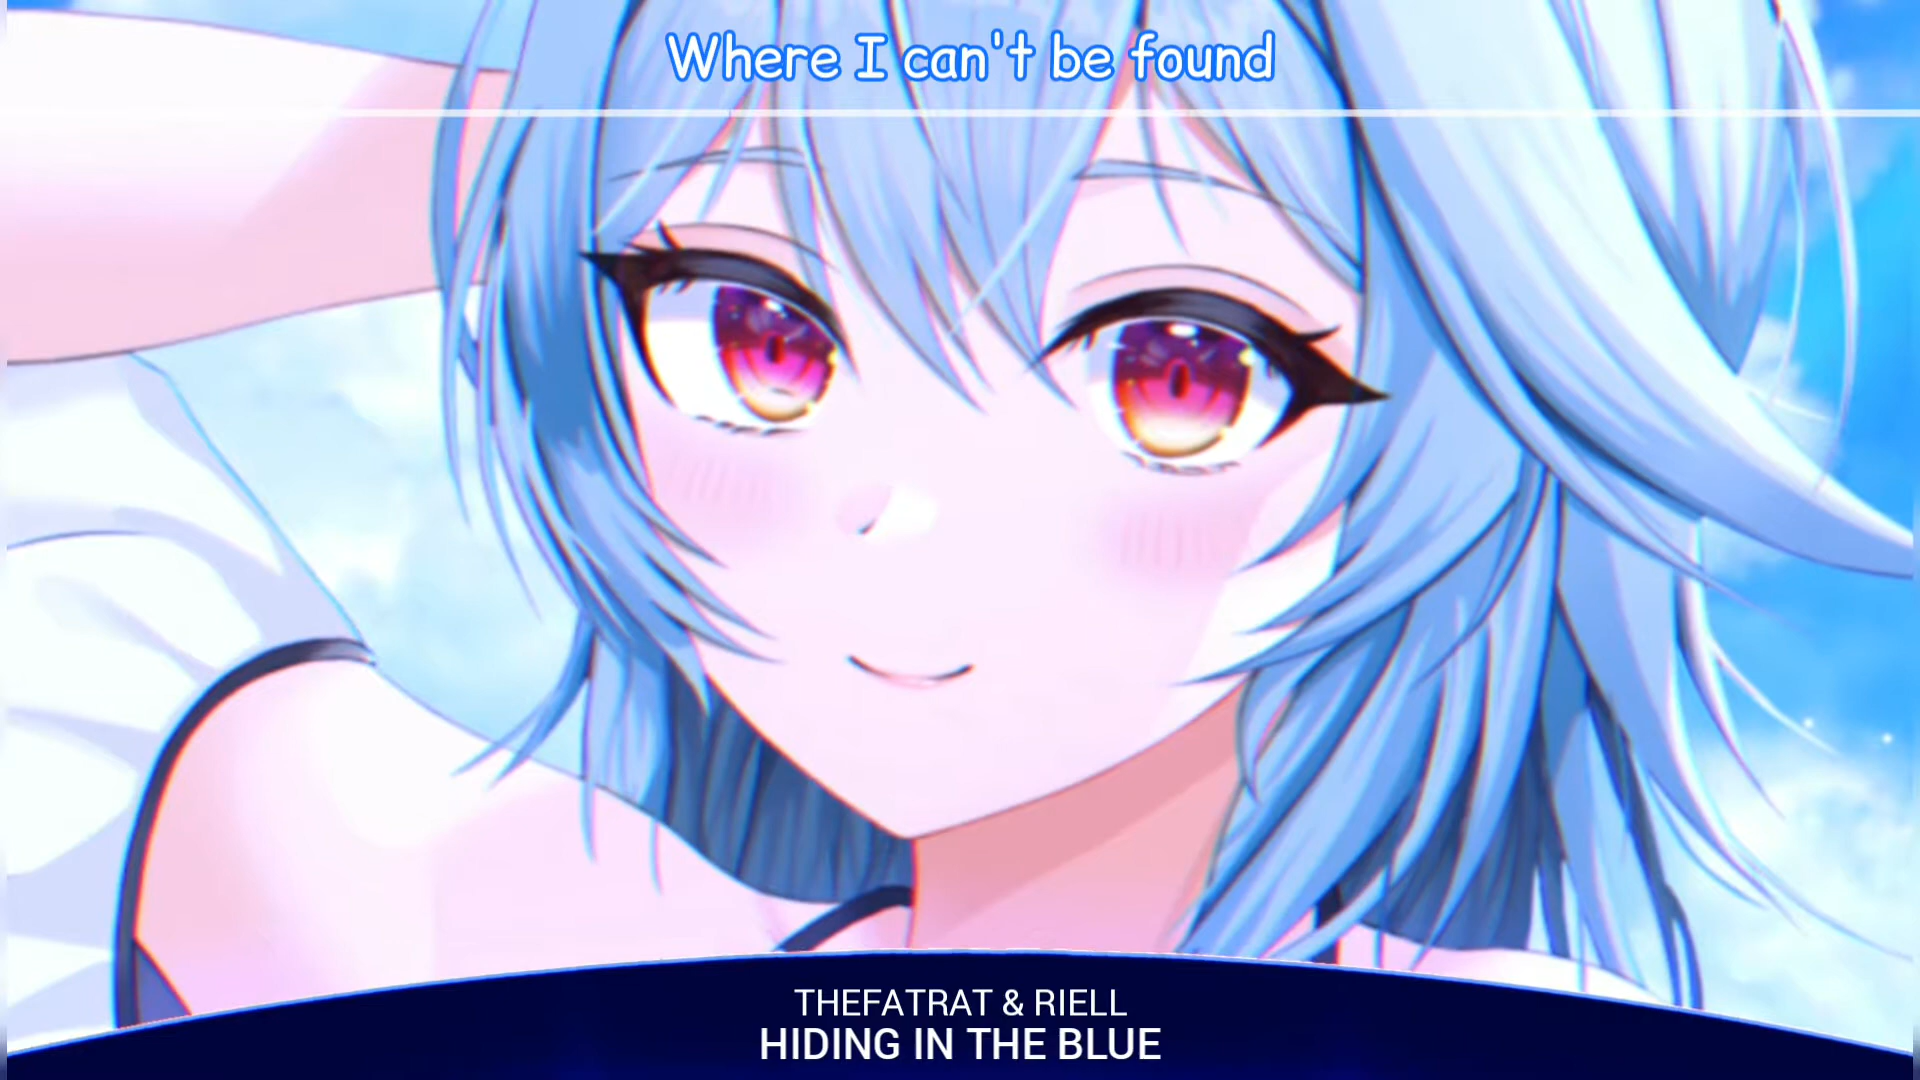 Where I can't be found
THEFATRAT & RIELL
HIDING IN THE BLUE